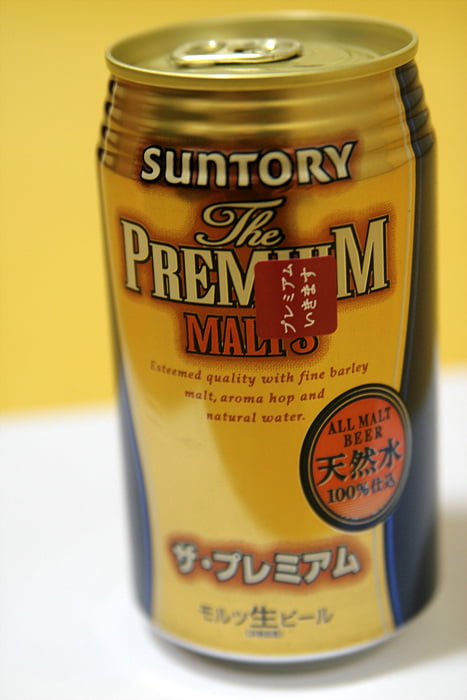 SUNTORY
The
PREMIUM
プレミアム
いきます
MALT'S
Esteemed quality with fine barley
malt, aroma hop and
natural water.
ALL MALT
BEER
天然水
100%仕込
ザ・プレミアム
モルツ生ビール